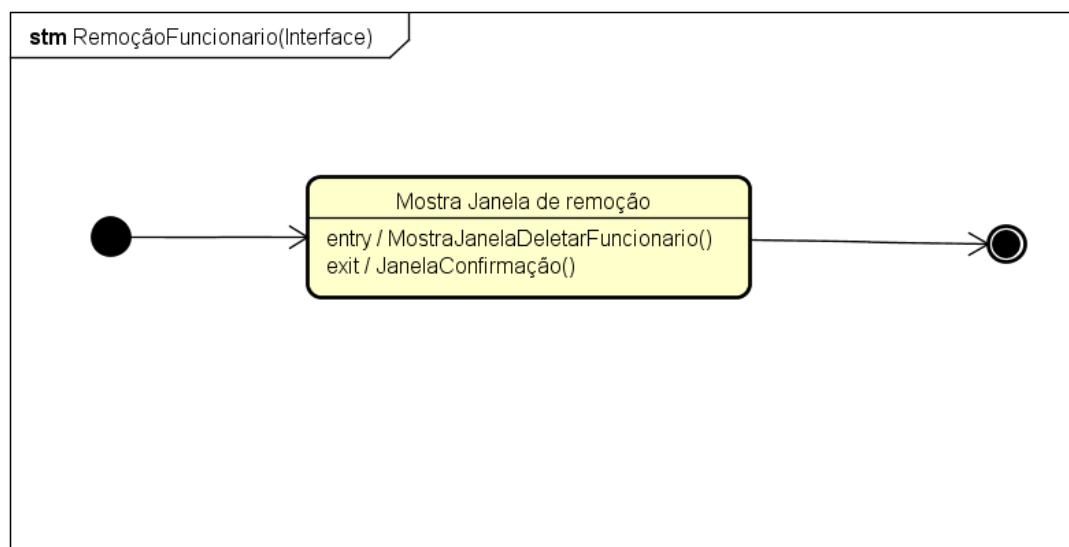 stm RemoçãoFuncionario(Interface)
Mostra Janela de remoção
entry / MostraJanelaDeletarFuncionario()
exit / JanelaConfirmação()